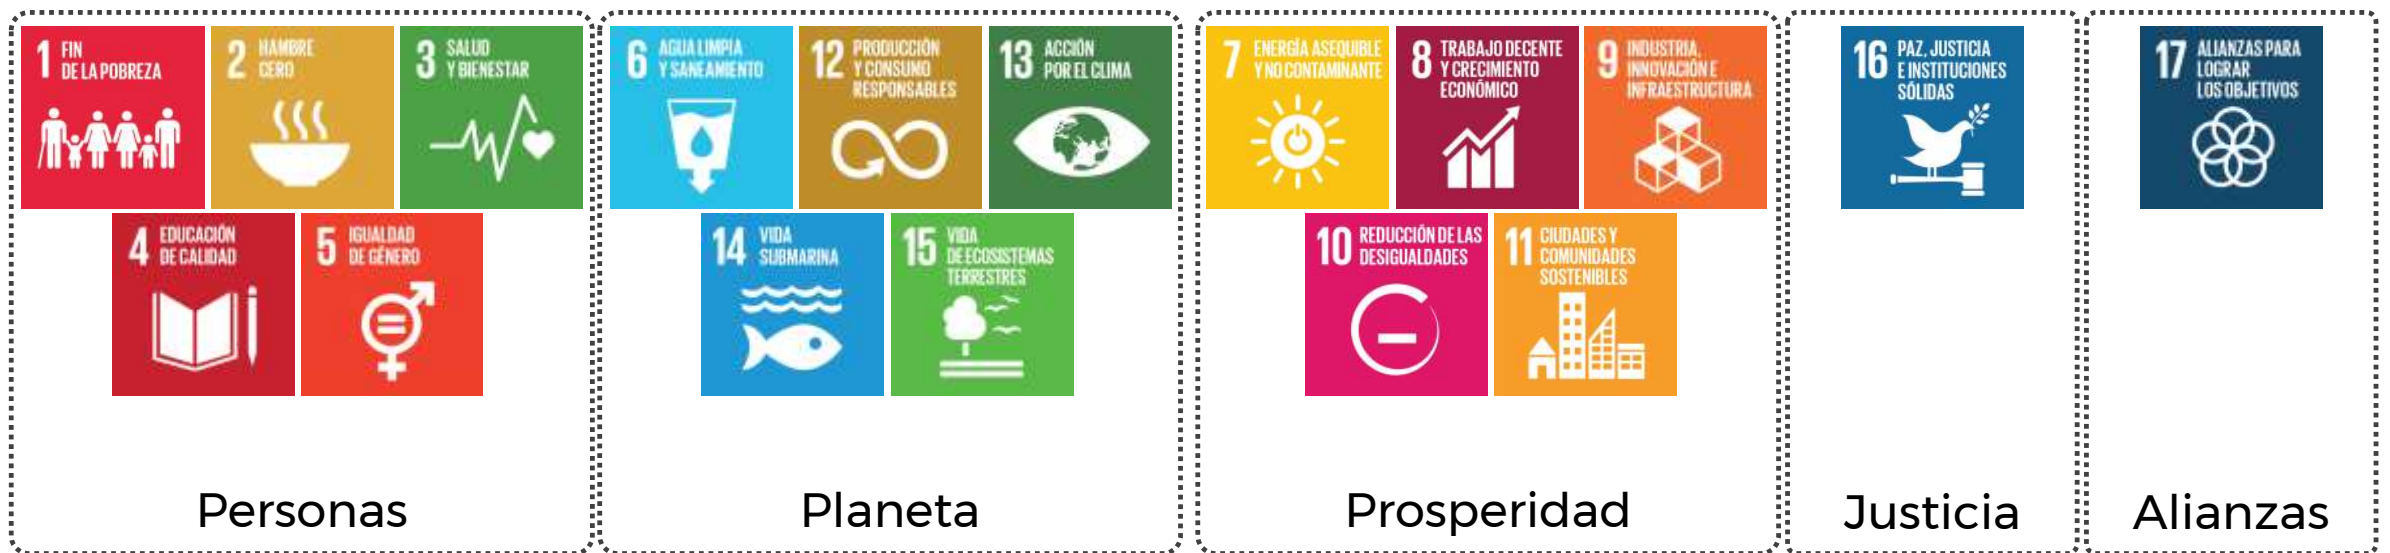 1 FIN
DE LA POBREZA
2 HAMBRE
CERO
3 SALUD
Y BIENESTAR
4 EDUCACIÓN
DE CALIDAD
5 IGUALDAD
DE GÉNERO
Personas
6 AGUA LIMPIA
Y SANEAMIENTO
12 PRODUCCIÓN
Y CONSUMO
RESPONSABLES
13 ACCIÓN
POR EL CLIMA
14 VIDA
SUBMARINA
15 VIDA
DE ECOSISTEMAS
TERRESTRES
Planeta
7 ENERGÍA ASEQUIBLE
Y NO CONTAMINANTE
8 TRABAJO DECENTE
Y CRECIMIENTO
ECONÓMICO
9 INDUSTRIA,
INNOVACIÓN E
INFRAESTRUCTURA
10 REDUCCIÓN DE LAS
DESIGUALDADES
11 CIUDADES Y
COMUNIDADES
SOSTENIBLES
Prosperidad
16 PAZ, JUSTICIA
E INSTITUCIONES
SÓLIDAS
Justicia
17 ALIANZAS PARA
LOGRAR
LOS OBJETIVOS
Alianzas